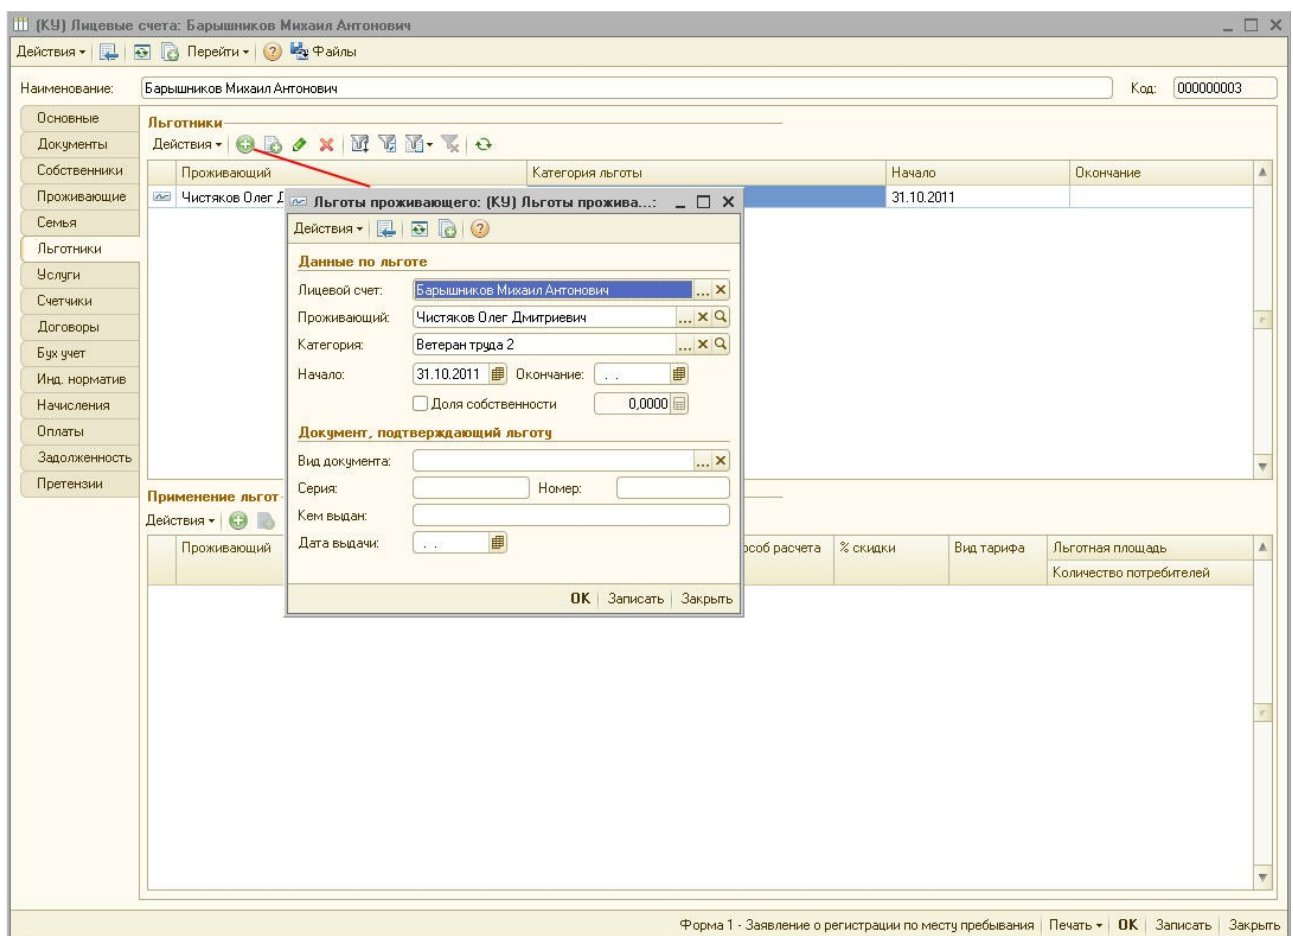 (КУ) Лицевые счета: Барышников Михаил Антонович
Действия Перейти Файлы
Наименование: Барышников Михаил Антонович Код: 000000003
Основные
Документы
Собственники
Проживающие
Семья
Льготники
Услуги
Счетчики
Договоры
Бух учет
Инд. норматив
Начисления
Оплаты
Задолженность
Претензии
Льготники
Действия
Проживающий Категория льготы Начало Окончание
Чистяков Олег Д 31.10.2011
Льготы проживающего: (КУ) Льготы прожива...:
Действия
Данные по льготе
Лицевой счет: Барышников Михаил Антонович ...
Проживающий: Чистяков Олег Дмитриевич ...
Категория: Ветеран труда 2 ...
Начало: 31.10.2011 Окончание: . .
Доля собственности 0,0000
Документ, подтверждающий льготу
Вид документа: ...
Серия: Номер:
Кем выдан:
Дата выдачи: . .
OK Записать Закрыть
Применение льгот
Действия
Проживающий особ расчета % скидки Вид тарифа Льготная площадь
Количество потребителей
Форма 1 - Заявление о регистрации по месту пребывания Печать OK Записать Закрыть